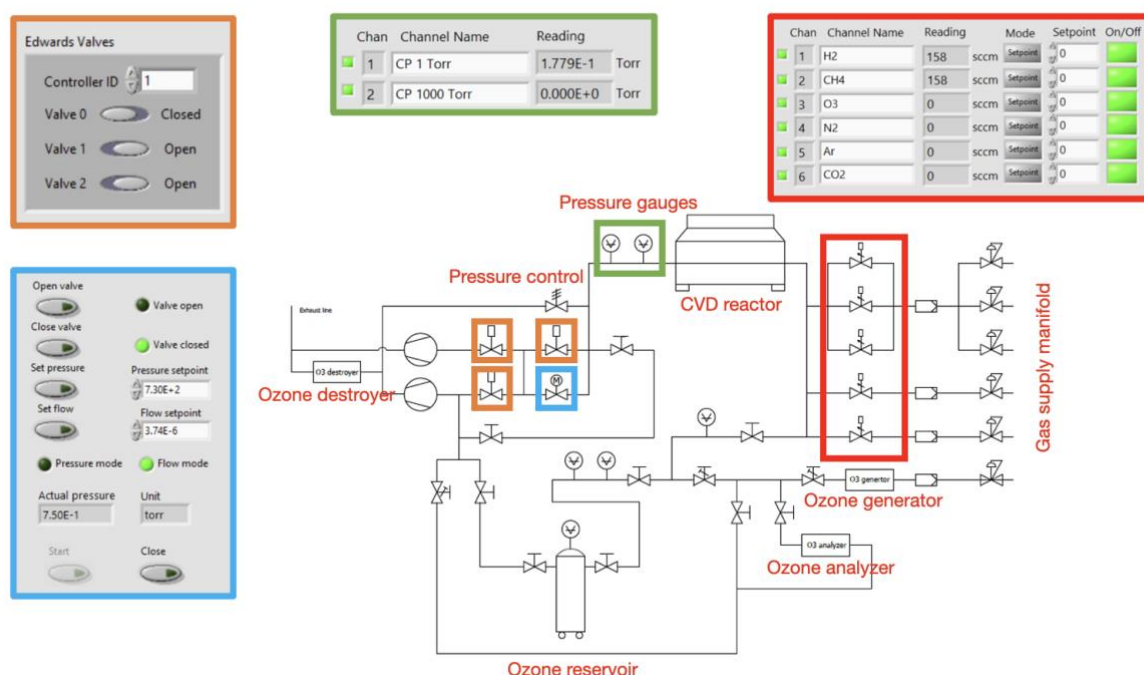 Edwards Valves
Controller ID 1
Valve 0 Closed
Valve 1 Open
Valve 2 Open
Chan Channel Name Reading
1 CP 1 Torr 1.779E-1 Torr
2 CP 1000 Torr 0.000E+0 Torr
Chan Channel Name Reading Mode Setpoint On/Off
1 H2 158 sccm Setpoint 0
2 CH4 158 sccm Setpoint 0
3 O3 0 sccm Setpoint 0
4 N2 0 sccm Setpoint 0
5 Ar 0 sccm Setpoint 0
6 CO2 0 sccm Setpoint 0
Open valve
Valve open
Close valve
Valve closed
Set pressure
Pressure setpoint
7.30E+2
Set flow
Flow setpoint
3.74E-6
Pressure mode Flow mode
Actual pressure Unit
7.50E-1 torr
Start Close
Pressure gauges
Pressure control
CVD reactor
Exhaust line
M
O3 destroyer
Ozone destroyer
Gas supply manifold
O3 genertor
Ozone generator
O3 analyzer
Ozone analyzer
Ozone reservoir